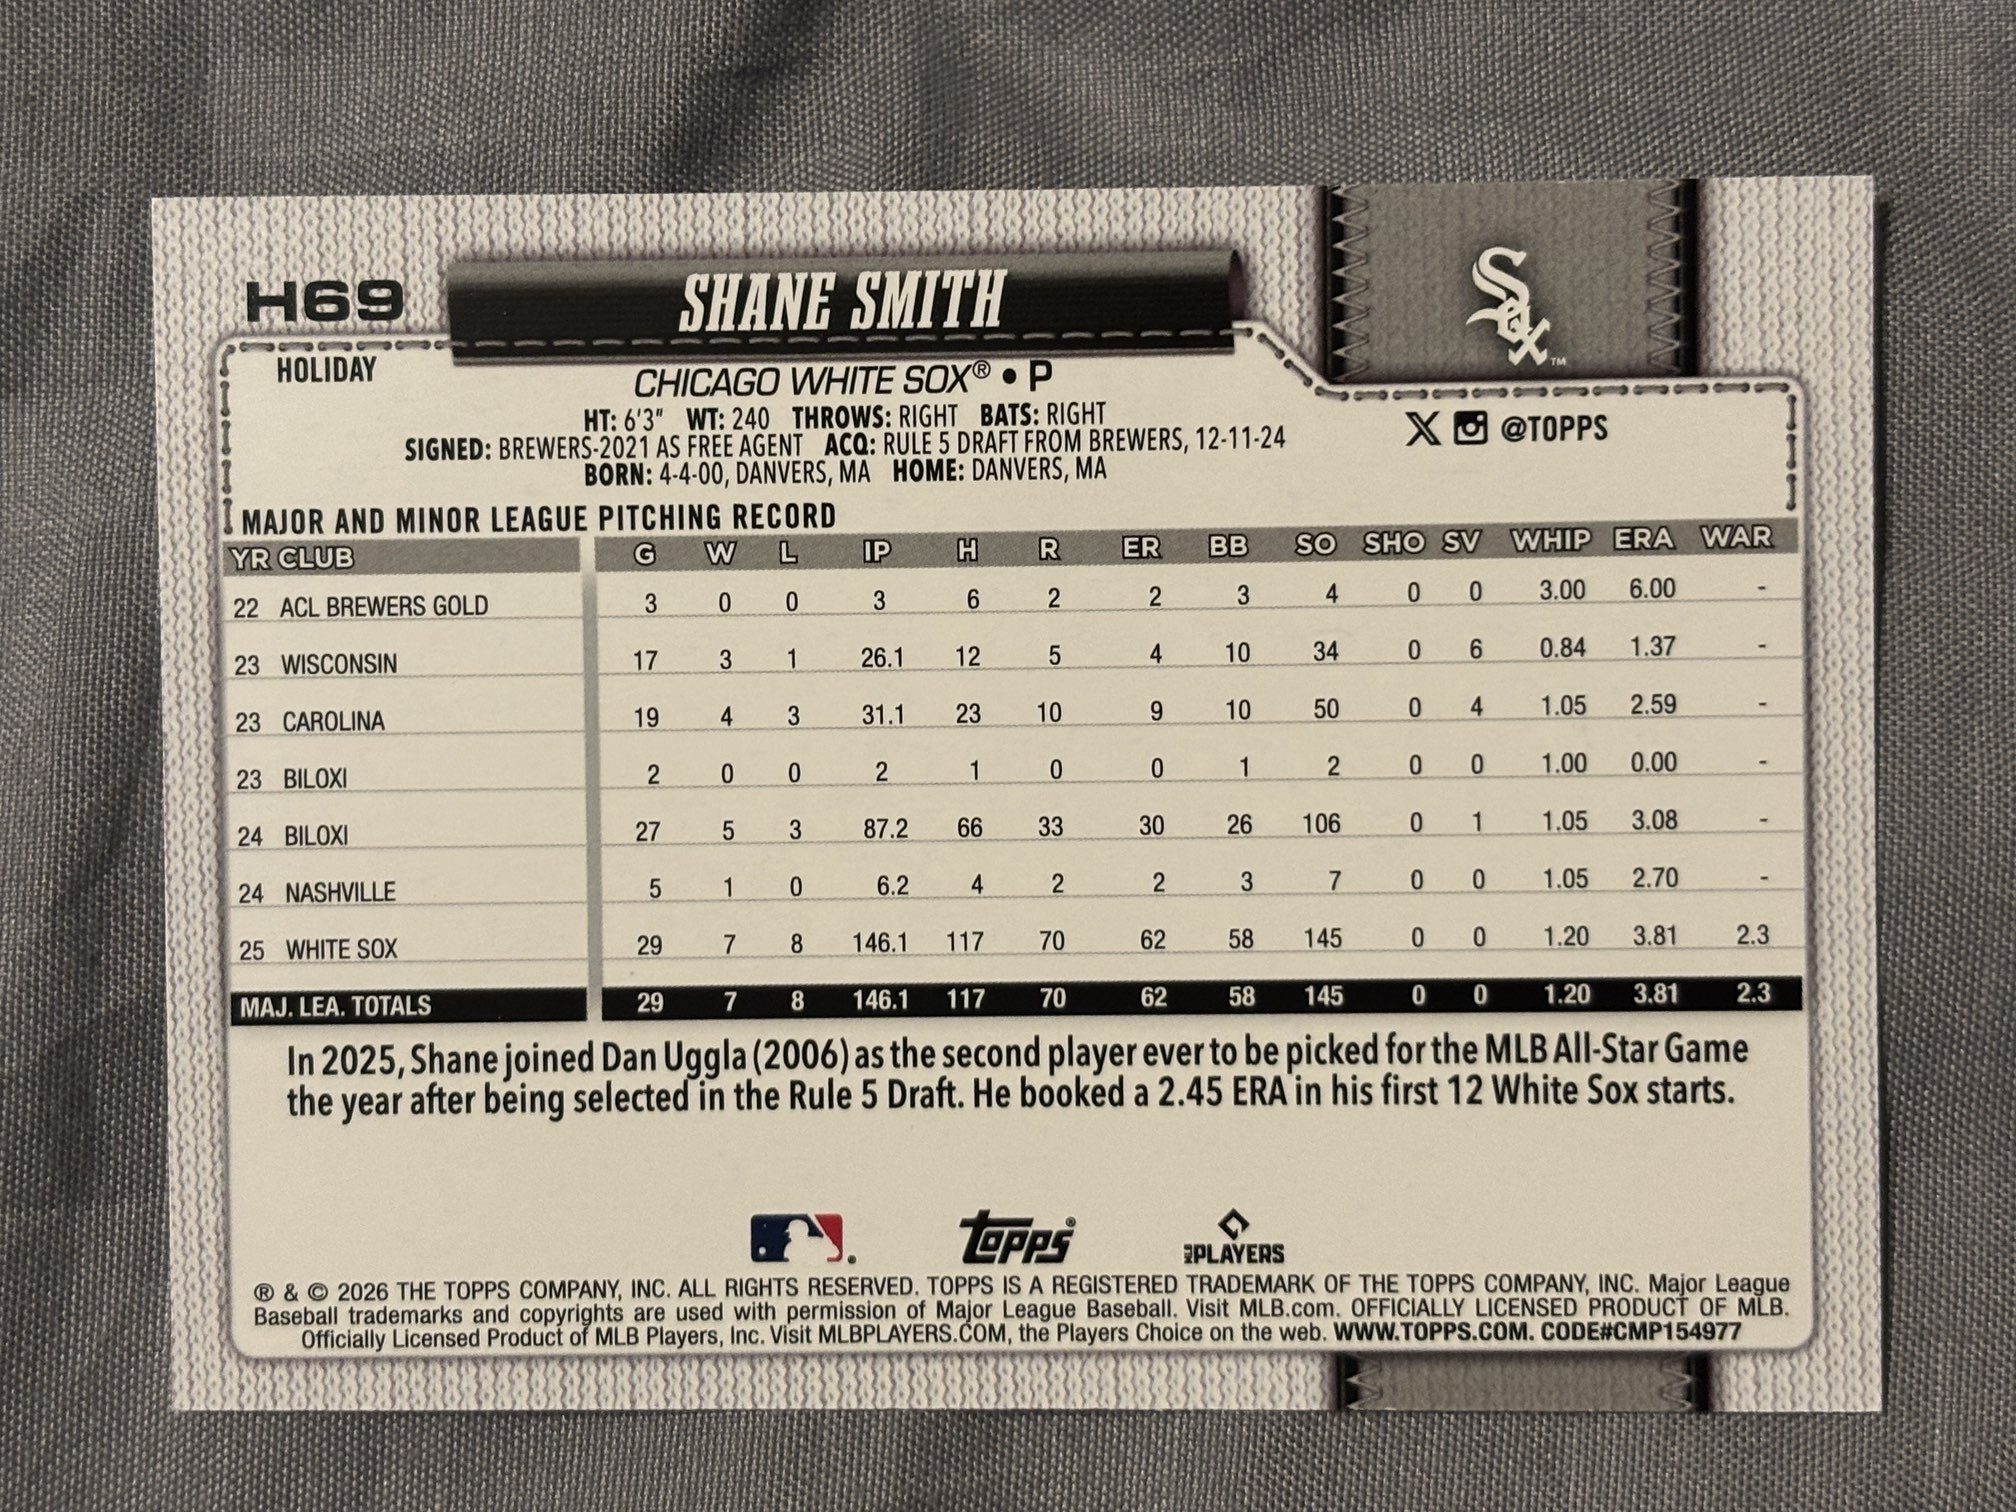 H69
SHANE SMITH
Sox™
HOLIDAY
CHICAGO WHITE SOX® • P
HT: 6'3" WT: 240 THROWS: RIGHT BATS: RIGHT
SIGNED: BREWERS-2021 AS FREE AGENT ACQ: RULE 5 DRAFT FROM BREWERS, 12-11-24
BORN: 4-4-00, DANVERS, MA HOME: DANVERS, MA
X @TOPPS
MAJOR AND MINOR LEAGUE PITCHING RECORD
YR CLUB G W L IP H R ER BB SO SHO SV WHIP ERA WAR
22 ACL BREWERS GOLD 3 0 0 3 6 2 2 3 4 0 0 3.00 6.00 -
23 WISCONSIN 17 3 1 26.1 12 5 4 10 34 0 6 0.84 1.37 -
23 CAROLINA 19 4 3 31.1 23 10 9 10 50 0 4 1.05 2.59 -
23 BILOXI 2 0 0 2 1 0 0 1 2 0 0 1.00 0.00 -
24 BILOXI 27 5 3 87.2 66 33 30 26 106 0 1 1.05 3.08 -
24 NASHVILLE 5 1 0 6.2 4 2 2 3 7 0 0 1.05 2.70 -
25 WHITE SOX 29 7 8 146.1 117 70 62 58 145 0 0 1.20 3.81 2.3
MAJ. LEA. TOTALS 29 7 8 146.1 117 70 62 58 145 0 0 1.20 3.81 2.3
In 2025, Shane joined Dan Uggla (2006) as the second player ever to be picked for the MLB All-Star Game
the year after being selected in the Rule 5 Draft. He booked a 2.45 ERA in his first 12 White Sox starts.
topps® MLB PLAYERS
® & © 2026 THE TOPPS COMPANY, INC. ALL RIGHTS RESERVED. TOPPS IS A REGISTERED TRADEMARK OF THE TOPPS COMPANY, INC. Major League
Baseball trademarks and copyrights are used with permission of Major League Baseball. Visit MLB.com. OFFICIALLY LICENSED PRODUCT OF MLB.
Officially Licensed Product of MLB Players, Inc. Visit MLBPLAYERS.COM, the Players Choice on the web. WWW.TOPPS.COM. CODE#CMP154977